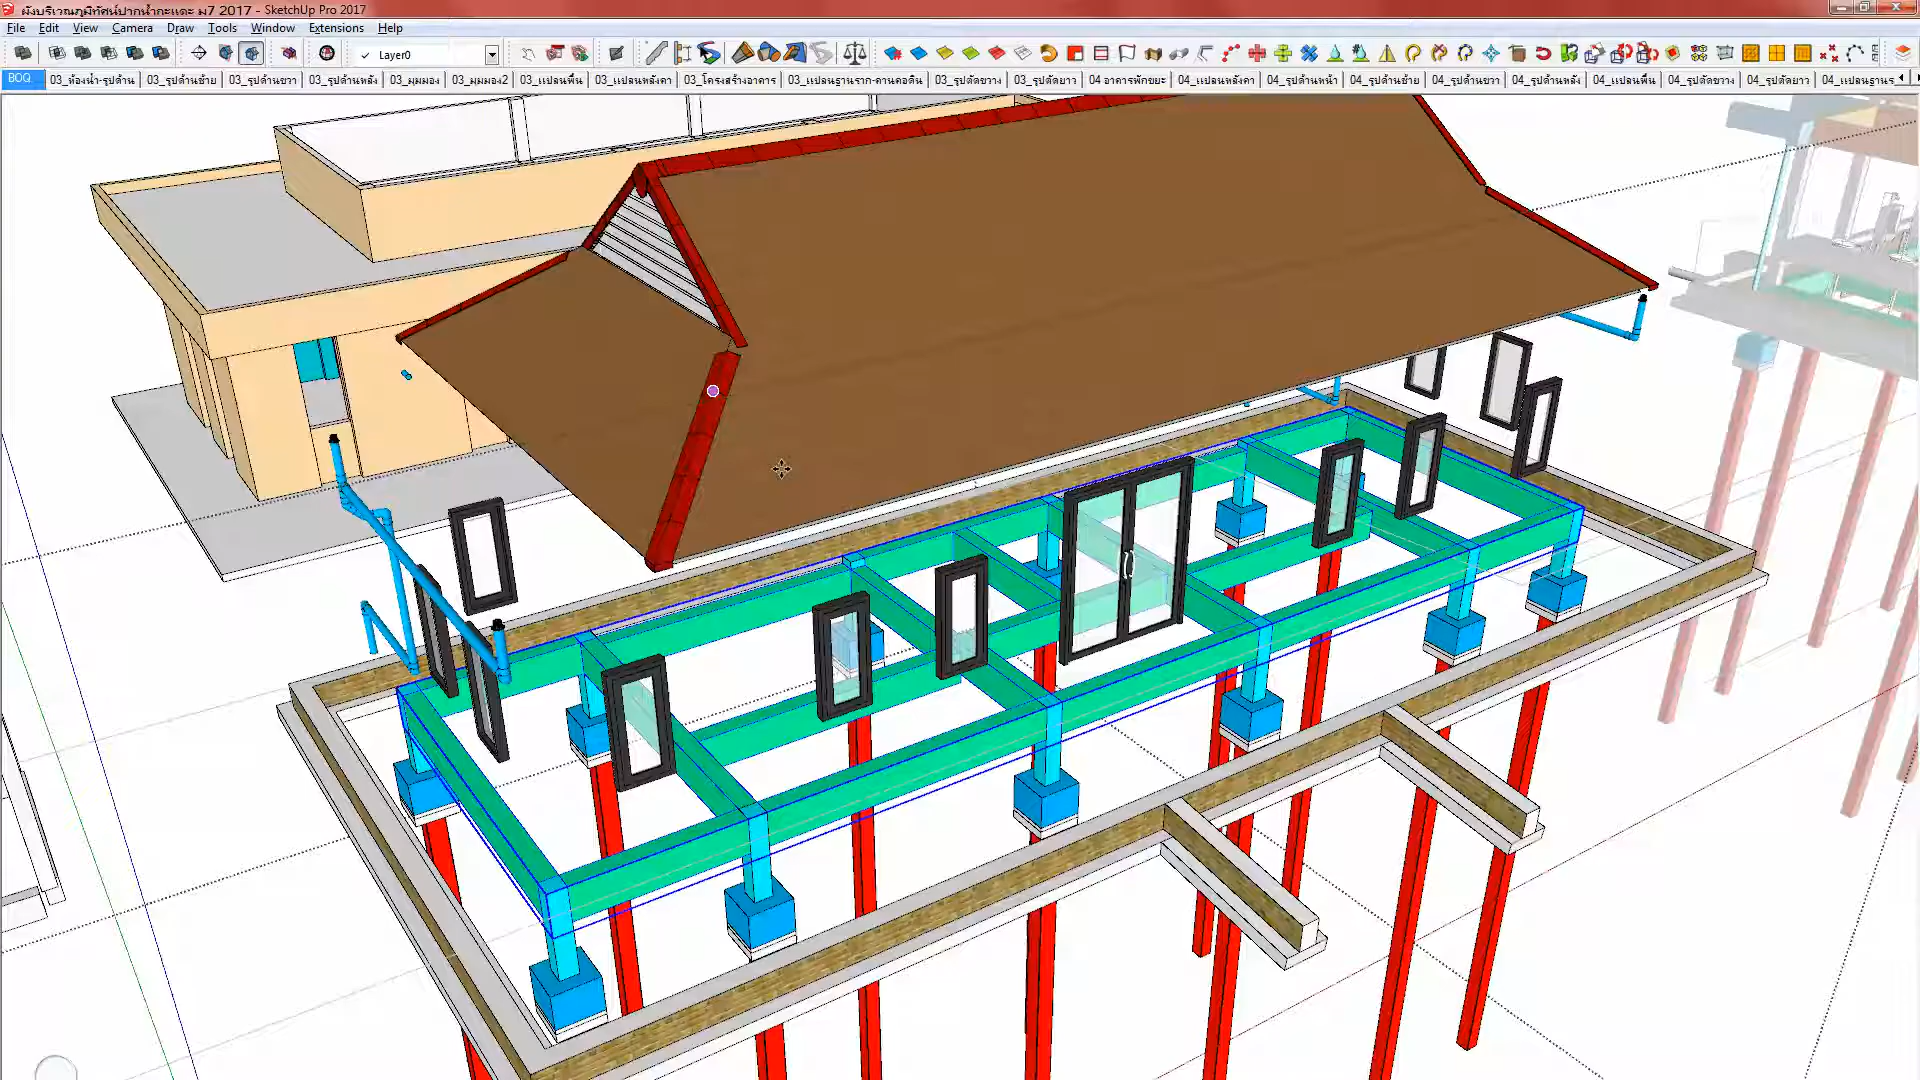 ผังบริเวณภูมิทัศน์ปากน้ำกะแดะ ม7 2017 - SketchUp Pro 2017
File Edit View Camera Draw Tools Window Extensions Help
Layer0
BOQ 03_ห้องน้ำ-รูปด้าน 03_รูปด้านซ้าย 03_รูปด้านขวา 03_รูปด้านหลัง 03_มุมมอง 03_มุมมอง2 03_แปลนพื้น 03_แปลนหลังคา 03_โครงสร้างอาคาร 03_แปลนฐานราก-คานคอดิน 03_รูปตัดขวาง 03_รูปตัดยาว 04 อาคารพักขยะ 04_แปลนหลังคา 04_รูปด้านหน้า 04_รูปด้านซ้าย 04_รูปด้านขวา 04_รูปด้านหลัง 04_แปลนพื้น 04_รูปตัดขวาง 04_รูปตัดยาว 04_แปลนฐานร